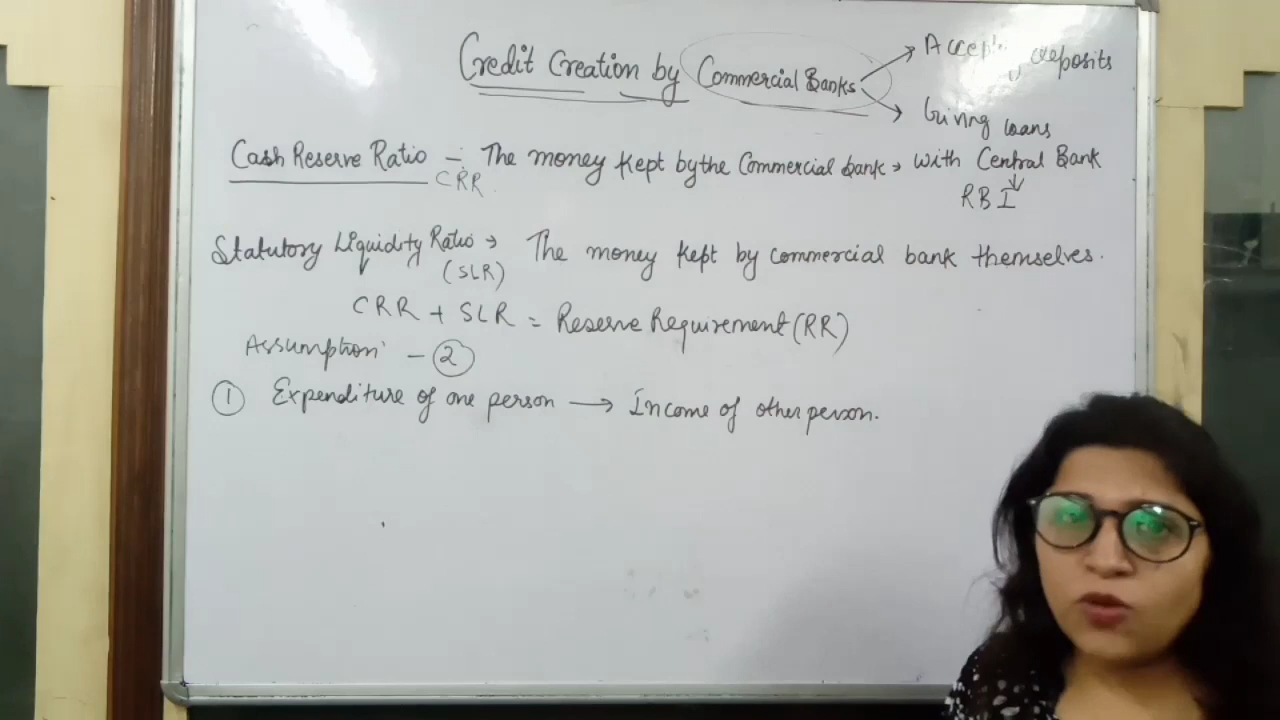 Credit Creation by Commercial Banks
Accept deposits
Giving loans
Cash Reserve Ratio - The money kept by the Commercial bank → with Central Bank
CRR
RBI
Statutory Liquidity Ratio → The money kept by commercial bank themselves.
(SLR)
CRR + SLR = Reserve Requirement (RR)
Assumption - 2
1 Expenditure of one person → Income of other person.